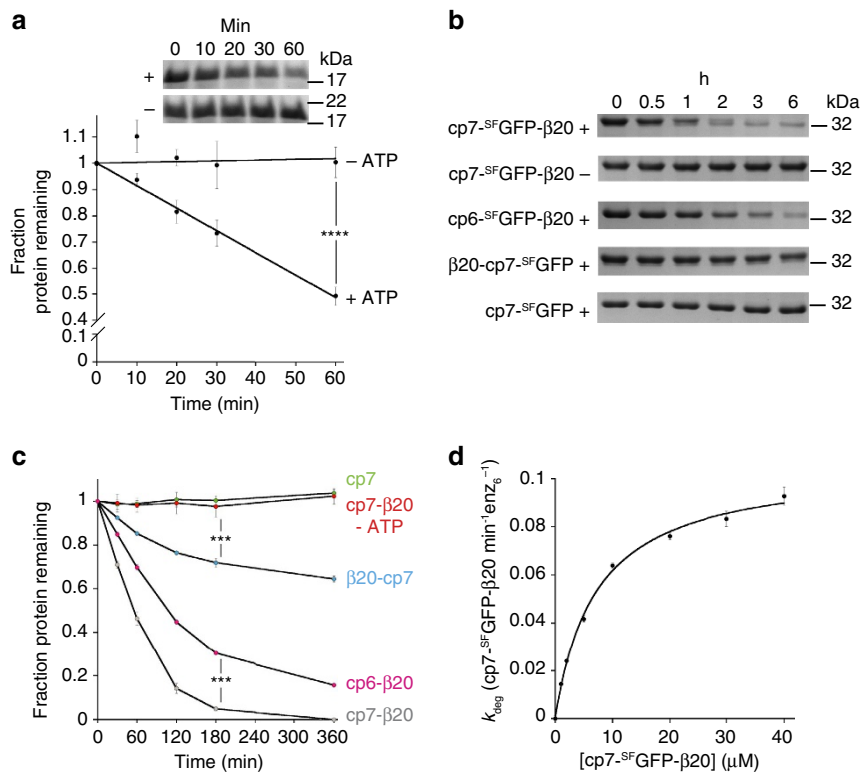 a
Min
0 10 20 30 60
kDa
+
17
–
22
17
1.1
1
0.9
0.8
0.7
0.6
0.5
0.4
0.1
0
Fraction
protein remaining
– ATP
****
+ ATP
0 10 20 30 40 50 60
Time (min)
b
h
0 0.5 1 2 3 6 kDa
cp7-SFGFP-β20 + 32
cp7-SFGFP-β20 – 32
cp6-SFGFP-β20 + 32
β20-cp7-SFGFP + 32
cp7-SFGFP + 32
c
Fraction protein remaining
1
0.8
0.6
0.4
0.2
0
cp7
cp7-β20
- ATP
***
β20-cp7
cp6-β20
***
cp7-β20
0 60 120 180 240 300 360
Time (min)
d
kdeg (cp7-SFGFP-β20 min-1enz6-1)
0.1
0.08
0.06
0.04
0.02
0
0 10 20 30 40
[cp7-SFGFP-β20] (μM)